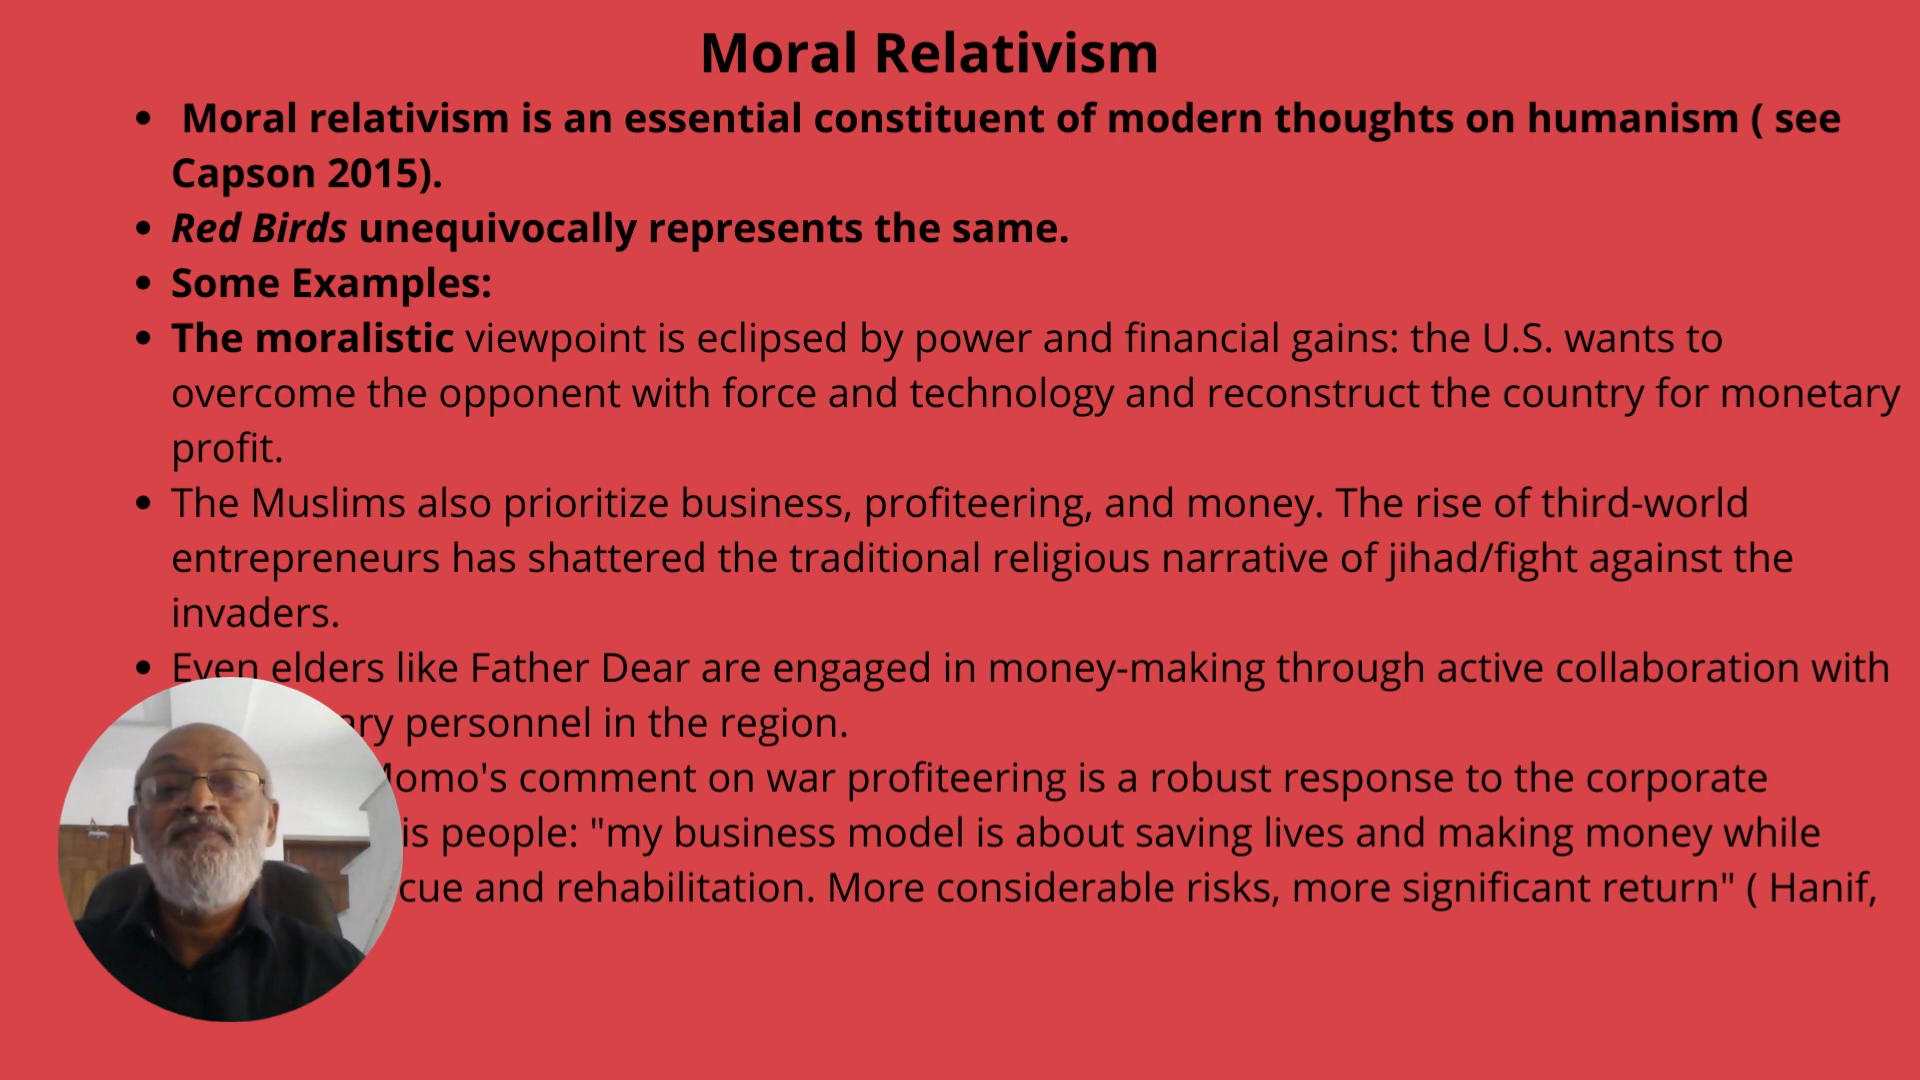 Moral Relativism
• Moral relativism is an essential constituent of modern thoughts on humanism ( see
Capson 2015).
• Red Birds unequivocally represents the same.
• Some Examples:
• The moralistic viewpoint is eclipsed by power and financial gains: the U.S. wants to
overcome the opponent with force and technology and reconstruct the country for monetary
profit.
• The Muslims also prioritize business, profiteering, and money. The rise of third-world
entrepreneurs has shattered the traditional religious narrative of jihad/fight against the
invaders.
• Even elders like Father Dear are engaged in money-making through active collaboration with
personnel in the region.
Momo's comment on war profiteering is a robust response to the corporate
people: "my business model is about saving lives and making money while
and rehabilitation. More considerable risks, more significant return" ( Hanif,